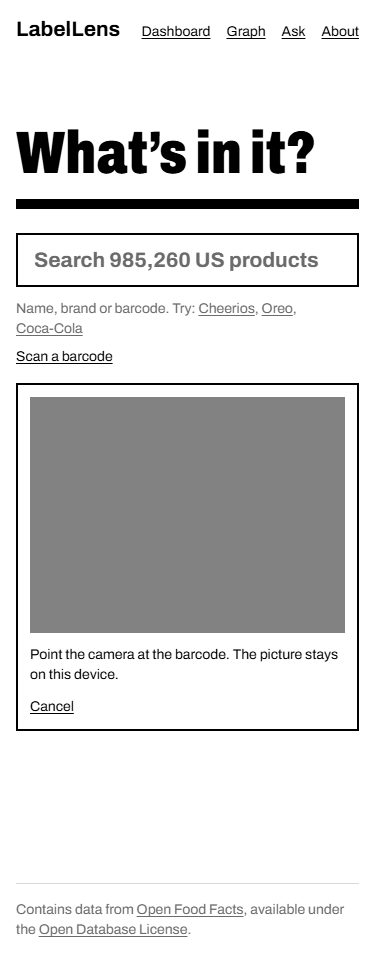 LabelLens Dashboard Graph Ask About
What’s in it?
Search 985,260 US products
Name, brand or barcode. Try: Cheerios, Oreo,
Coca-Cola
Scan a barcode
Point the camera at the barcode. The picture stays
on this device.
Cancel
Contains data from Open Food Facts, available under
the Open Database License.